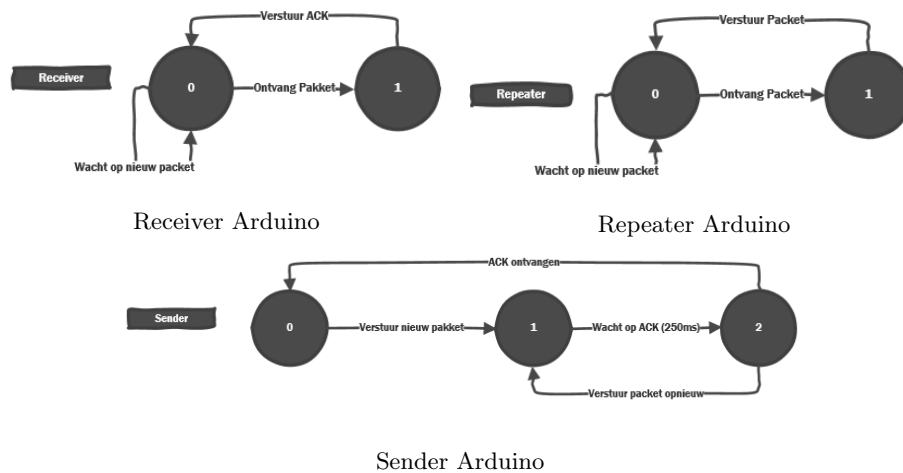 Verstuur ACK
Receiver
0
Ontvang Pakket
1
Wacht op nieuw packet
Receiver Arduino
Verstuur Packet
Repeater
0
Ontvang Packet
1
Wacht op nieuw packet
Repeater Arduino
ACK ontvangen
Sender
0
Verstuur nieuw pakket
1
Wacht op ACK (250ms)
2
Verstuur packet opnieuw
Sender Arduino